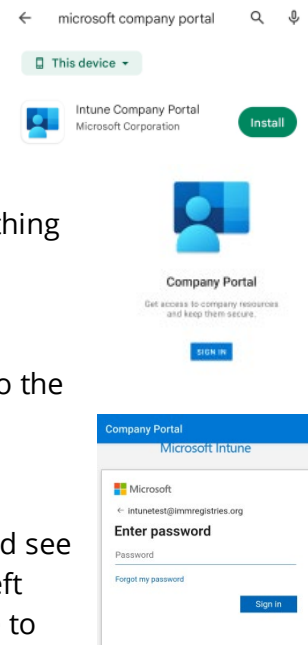 microsoft company portal
This device
Intune Company Portal
Microsoft Corporation
Install
Company Portal
Get access to company resources
and keep them secure.
SIGN IN
o the
Company Portal
Microsoft Intune
Microsoft
intunetest@immregistries.org
Enter password
Password
Forgot my password
Sign in
d see
to